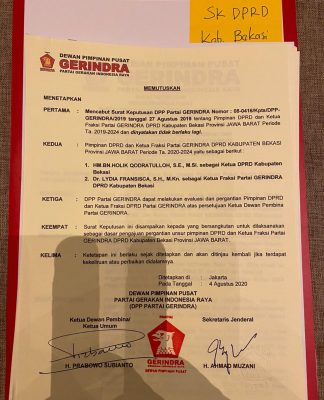 SK DPRD
Kab. Bekasi
DEWAN PIMPINAN PUSAT
GERINDRA
PARTAI GERAKAN INDONESIA RAYA
MEMUTUSKAN
MENETAPKAN
PERTAMA : Mencabut Surat Keputusan DPP Partai GERINDRA Nomor : 08-0416/Kpts/DPP-
GERINDRA/2019 tanggal 27 Agustus 2019 tentang Pimpinan DPRD dan Ketua
Fraksi Partai GERINDRA DPRD Kabupaten Bekasi Provinsi JAWA BARAT Periode
Ta. 2019-2024 dan dinyatakan tidak berlaku lagi.
KEDUA : Pimpinan DPRD dan Ketua Fraksi Partai GERINDRA DPRD KABUPATEN BEKASI
Provinsi JAWA BARAT Periode Ta. 2020-2024 yaitu sebagai berikut:
1. HM.BN.HOLIK QODRATULLOH, S.E., M.Si. sebagai Ketua DPRD Kabupaten
Bekasi
2. Dr. LYDIA FRANSISCA, S.H., M.Kn. sebagai Ketua Fraksi Partai GERINDRA
DPRD Kabupaten Bekasi
KETIGA : DPP Partai GERINDRA dapat melakukan evaluasi dan pergantian Pimpinan DPRD
dan Ketua Fraksi DPRD Partai GERINDRA atas persetujuan Ketua Dewan Pembina
Partai GERINDRA.
KEEMPAT : Surat Keputusan ini disampaikan kepada yang bersangkutan untuk dilaksanakan
sebagai dasar pengajuan pergantian unsur pimpinan DPRD dan Ketua Fraksi DPRD
Kabupaten Bekasi Provinsi JAWA BARAT.
KELIMA : Ketetapan ini berlaku sejak ditetapkan dan akan ditinjau kembali jika terdapat
kekeliruan atau perbaikan didalamnya.
Ditetapkan di : Jakarta
Pada Tanggal : 4 Agustus 2020
DEWAN PIMPINAN PUSAT
PARTAI GERAKAN INDONESIA RAYA
(DPP PARTAI GERINDRA)
Ketua Dewan Pembina/
Ketua Umum
Sekretaris Jenderal
GERINDRA
H. PRABOWO SUBIANTO
H. AHMAD MUZANI